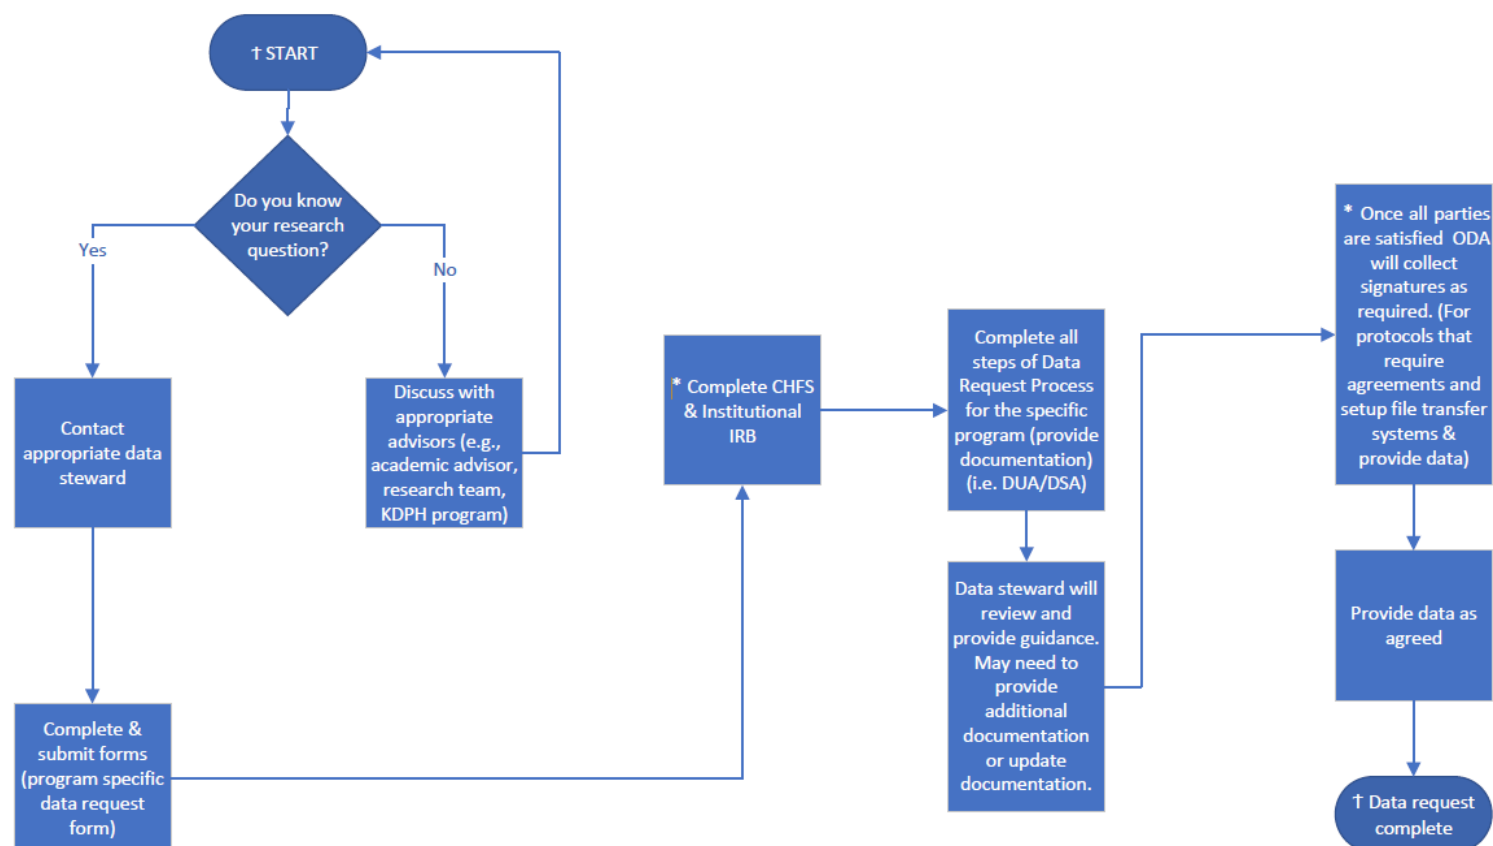 † START
Do you know
your research
question?
Yes
No
Contact
appropriate data
steward
Discuss with
appropriate
advisors (e.g.,
academic advisor,
research team,
KDPH program)
Complete &
submit forms
(program specific
data request
form)
* Complete CHFS
& Institutional
IRB
Complete all
steps of Data
Request Process
for the specific
program (provide
documentation)
(i.e. DUA/DSA)
Data steward will
review and
provide guidance.
May need to
provide
additional
documentation
or update
documentation.
* Once all parties
are satisfied ODA
will collect
signatures as
required. (For
protocols that
require
agreements and
setup file transfer
systems &
provide data)
Provide data as
agreed
† Data request
complete